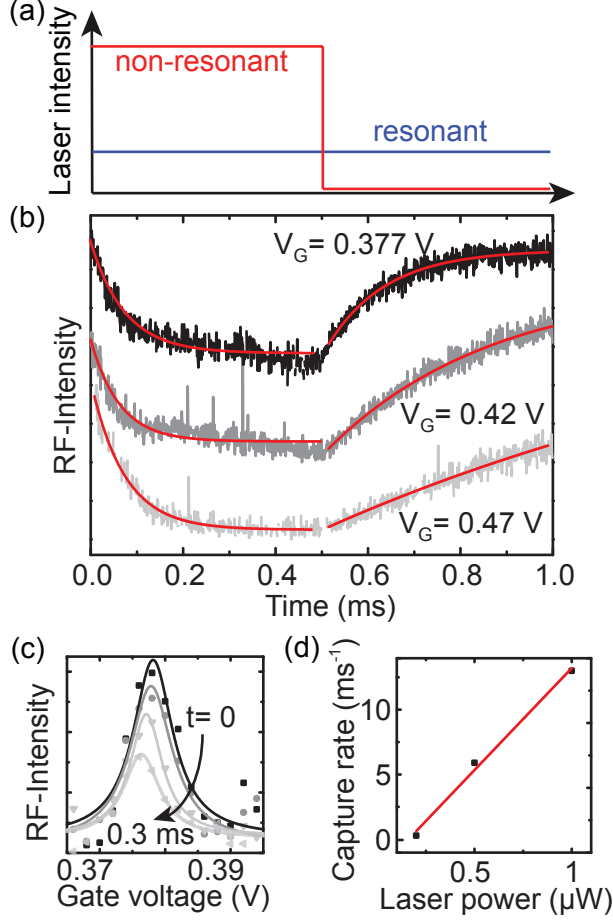 (a)
Laser intensity
non-resonant
resonant
(b)
RF-Intensity
V_G= 0.377 V
V_G= 0.42 V
V_G= 0.47 V
0.0 0.2 0.4 0.6 0.8 1.0
Time (ms)
(c)
RF-Intensity
t= 0
0.3 ms
0.37 0.39
Gate voltage (V)
(d)
Capture rate (ms⁻¹)
10
5
0
0.5 1
Laser power (µW)